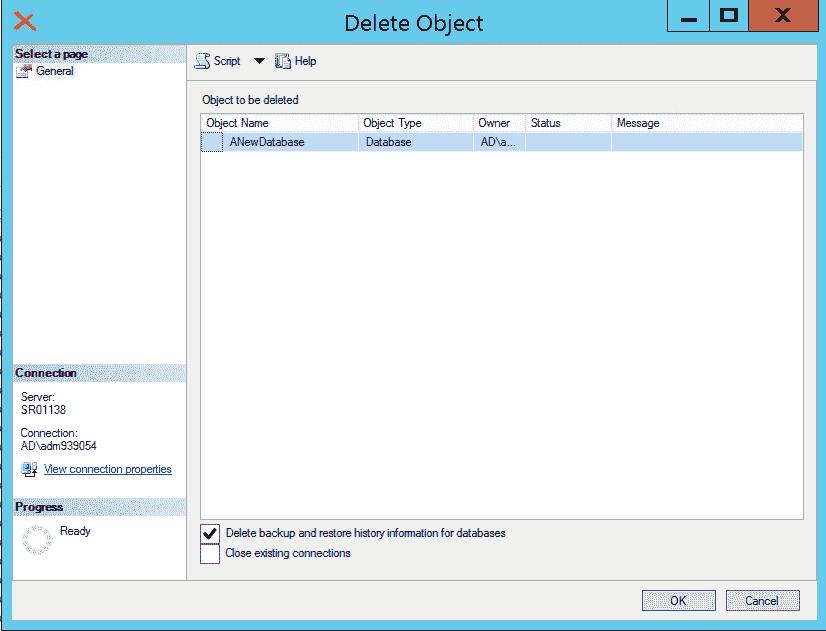 Delete Object
Select a page
General
Script
Help
Object to be deleted
Object Name Object Type Owner Status Message
ANewDatabase Database AD\a...
Connection
Server:
SR01138
Connection:
AD\adm939054
View connection properties
Progress
Ready
Delete backup and restore history information for databases
Close existing connections
OK
Cancel